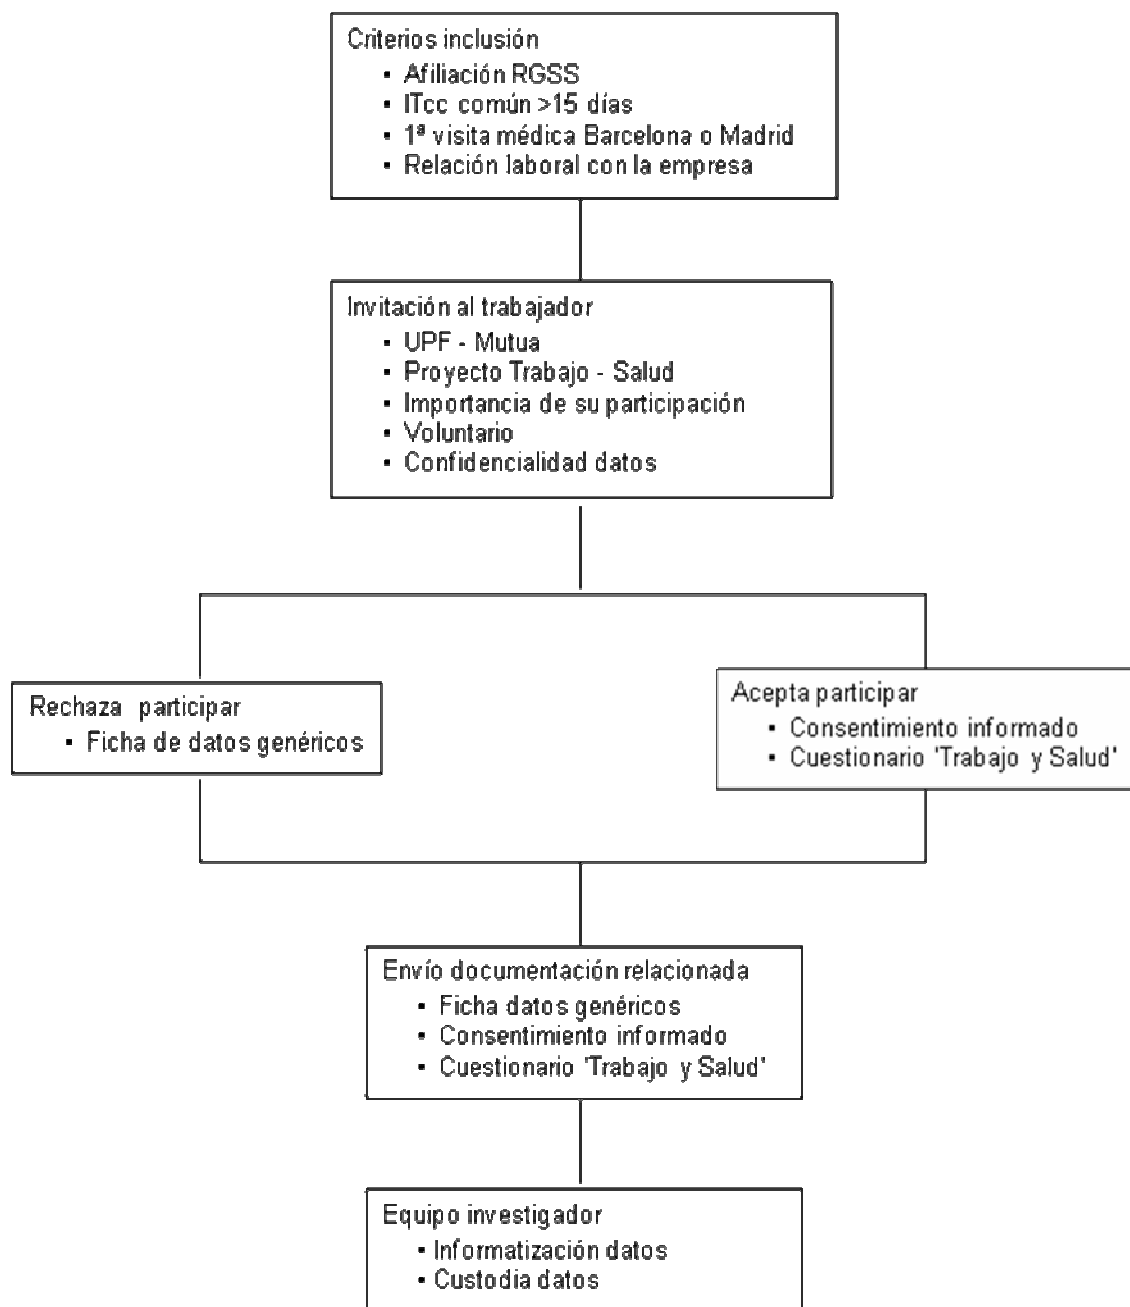 Criterios inclusión
▪ Afiliación RGSS
▪ ITcc común >15 días
▪ 1ª visita médica Barcelona o Madrid
▪ Relación laboral con la empresa
Invitación al trabajador
▪ UPF - Mutua
▪ Proyecto Trabajo - Salud
▪ Importancia de su participación
▪ Voluntario
▪ Confidencialidad datos
Rechaza participar
▪ Ficha de datos genéricos
Acepta participar
▪ Consentimiento informado
▪ Cuestionario 'Trabajo y Salud'
Envío documentación relacionada
▪ Ficha datos genéricos
▪ Consentimiento informado
▪ Cuestionario 'Trabajo y Salud'
Equipo investigador
▪ Informatización datos
▪ Custodia datos